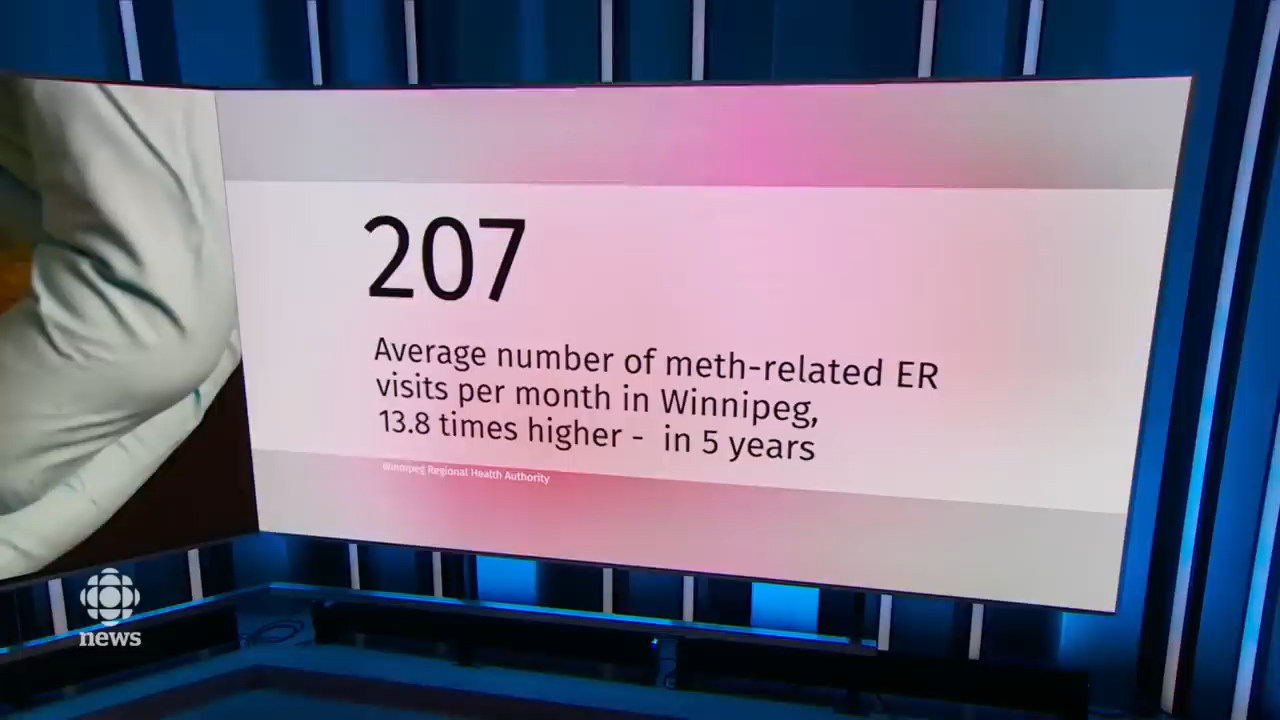 207
Average number of meth-related ER
visits per month in Winnipeg,
13.8 times higher - in 5 years
Winnipeg Regional Health Authority
news